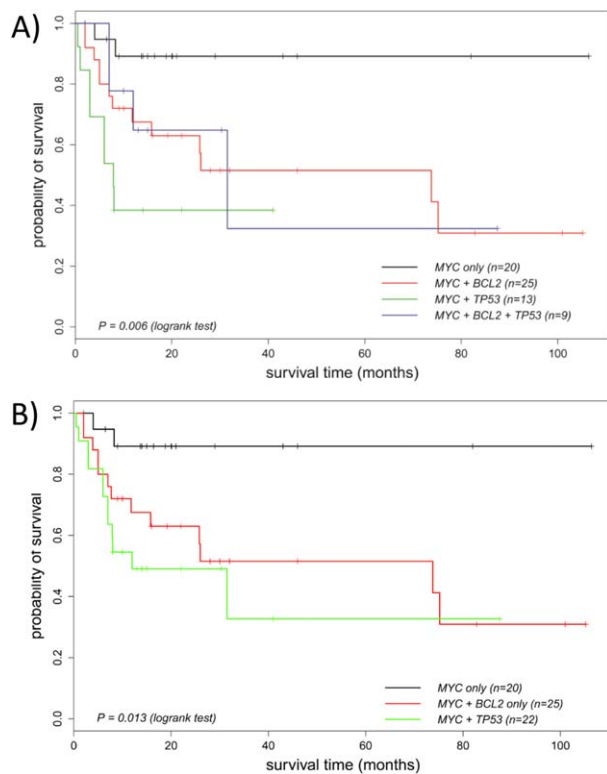 A)
probability of survival
1.0
0.8
0.6
0.4
0.2
0.0
MYC only (n=20)
MYC + BCL2 (n=25)
MYC + TP53 (n=13)
MYC + BCL2 + TP53 (n=9)
P = 0.006 (logrank test)
0 20 40 60 80 100
survival time (months)
B)
probability of survival
1.0
0.8
0.6
0.4
0.2
0.0
MYC only (n=20)
MYC + BCL2 only (n=25)
MYC + TP53 (n=22)
P = 0.013 (logrank test)
0 20 40 60 80 100
survival time (months)